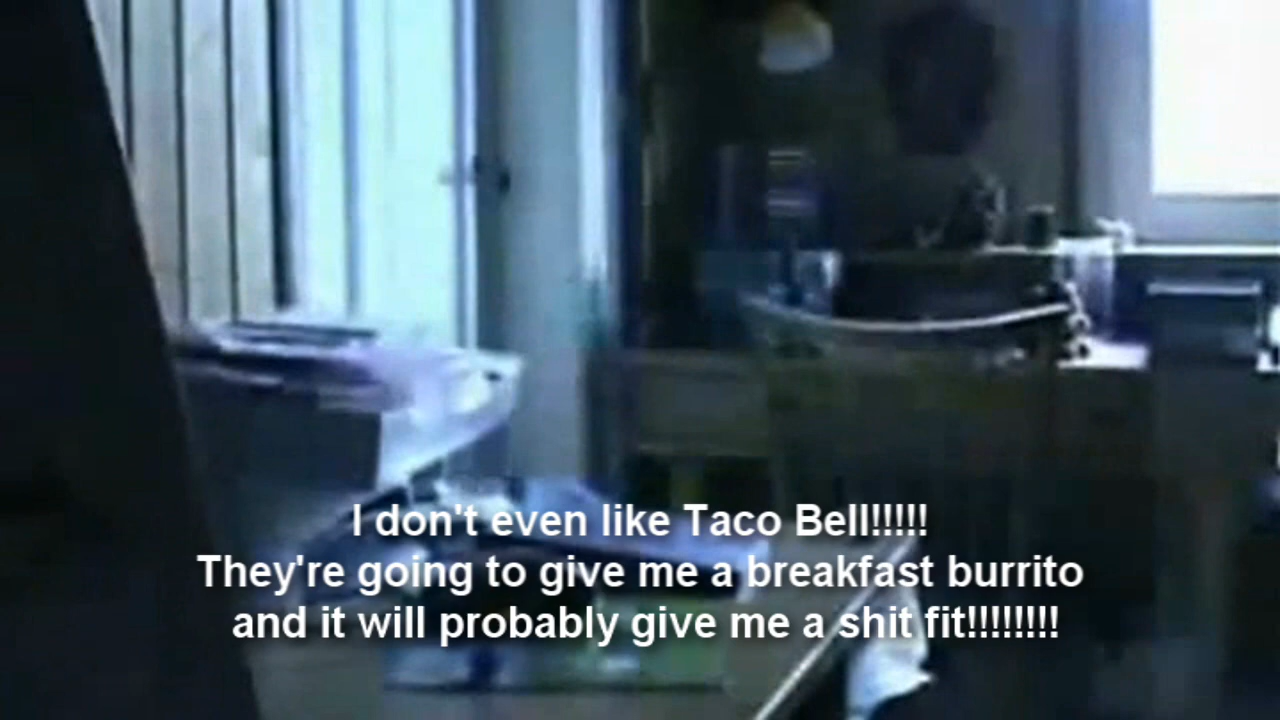 I don't even like Taco Bell!!!!!
They're going to give me a breakfast burrito
and it will probably give me a shit fit!!!!!!!!